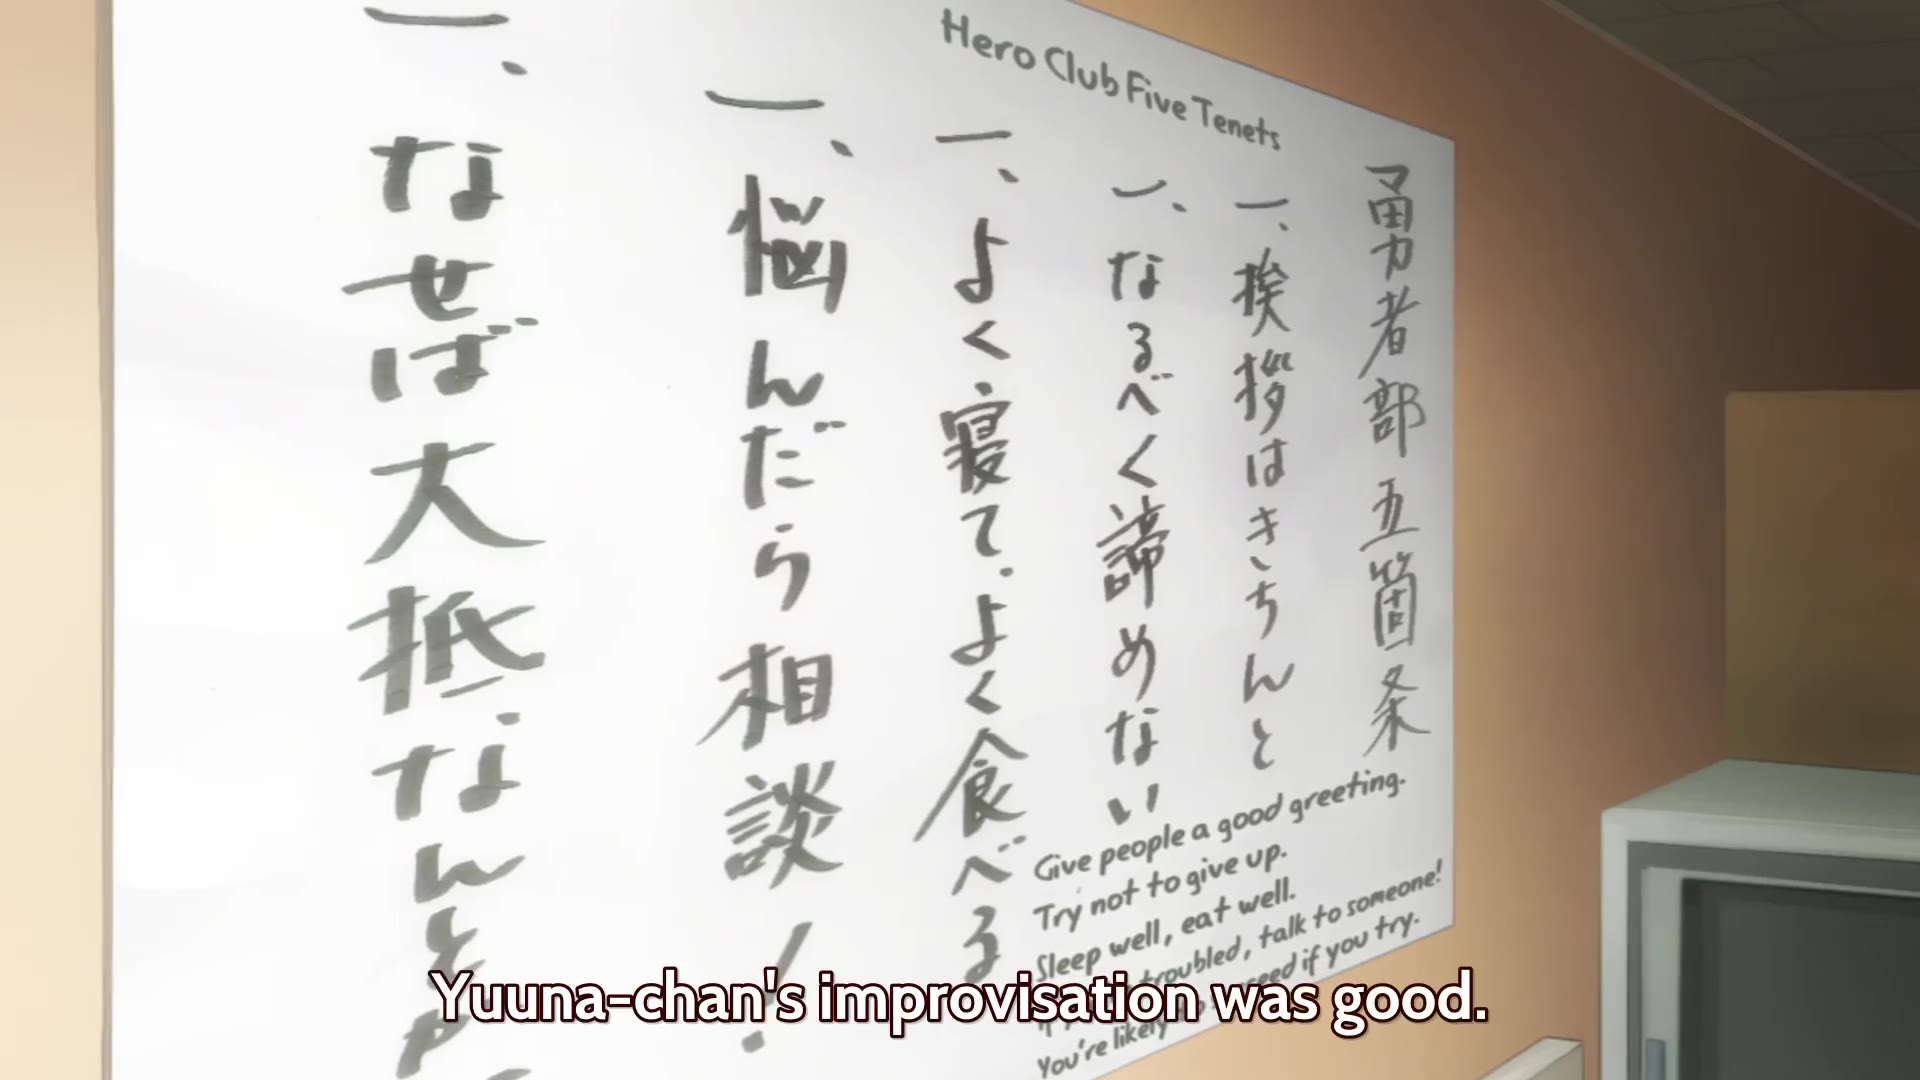 Hero Club Five Tenets
勇者部五箇条
一、挨拶はきちんと
一、なるべく諦めない
一、よく寝て、よく食べる
一、悩んだら相談!
一、なせば大抵なんとか
Give people a good greeting.
Try not to give up.
Sleep well, eat well.
troubled, talk to someone!
You're likely to succeed if you try.
Yuuna-chan's improvisation was good.